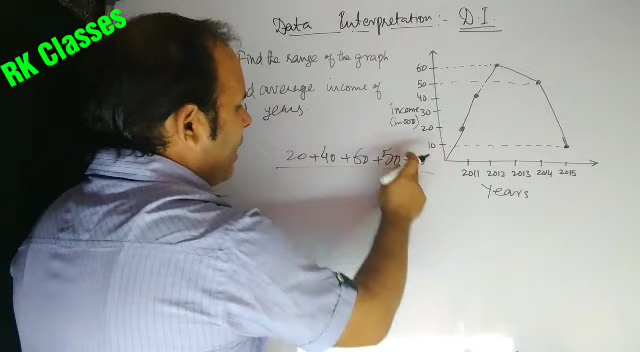 RK Classes
Data Interpretation:- D.I.
Find the range of the graph
average income of
years.
20+40+60+50+
income
(in 000)
60
50
40
30
20
10
2011 2012 2013 2014 2015
Years